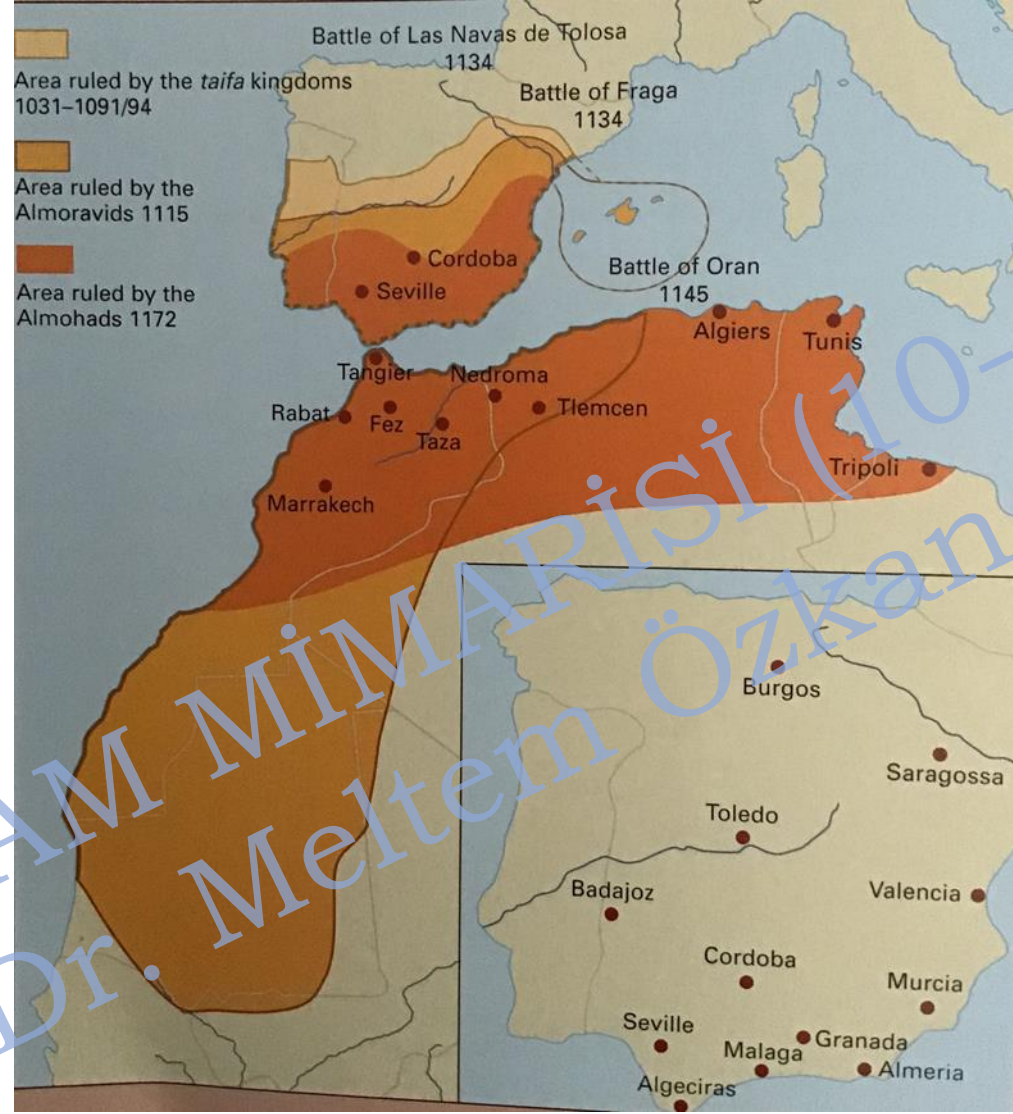 Battle of Las Navas de Tolosa
1134
Area ruled by the taifa kingdoms
1031–1091/94
Battle of Fraga
1134
Area ruled by the
Almoravids 1115
Area ruled by the
Almohads 1172
Cordoba
Seville
Battle of Oran
1145
Algiers
Tunis
Tangier
Nedroma
Rabat
Fez
Taza
Tlemcen
Marrakech
Tripoli
Burgos
Saragossa
Toledo
Badajoz
Valencia
Cordoba
Murcia
Seville
Malaga
Granada
Almeria
Algeciras
AM MİMARİSİ (10-
Dr. Meltem Özkan